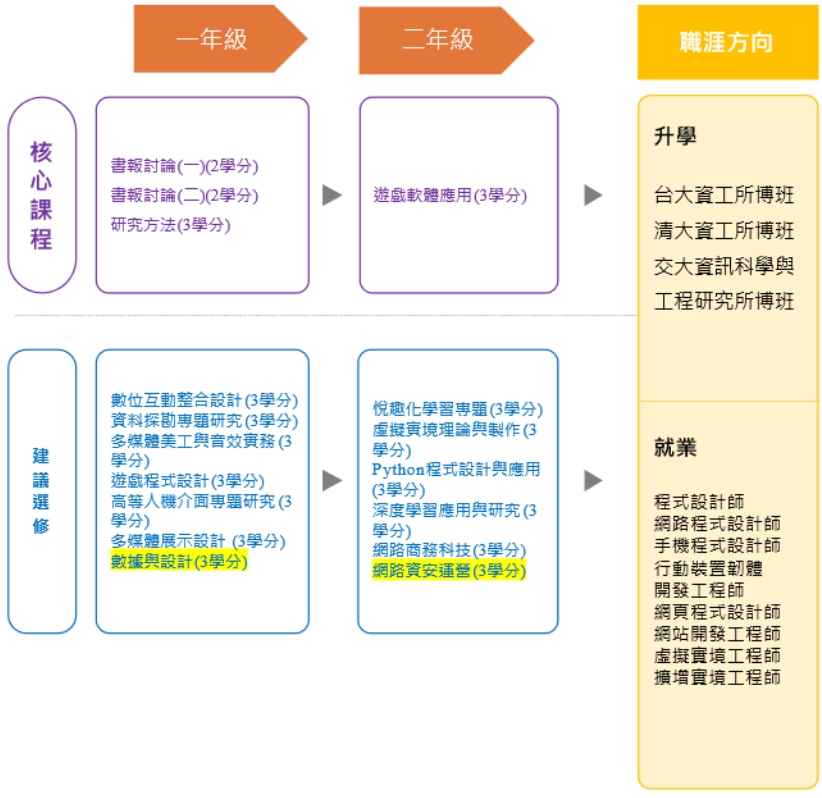 一年級
二年級
職涯方向
核
心
課
程
書報討論(一)(2學分)
書報討論(二)(2學分)
研究方法(3學分)
遊戲軟體應用(3學分)
升學
台大資工所博班
清大資工所博班
交大資訊科學與
工程研究所博班
建
議
選
修
數位互動整合設計(3學分)
資料探勘專題研究(3學分)
多媒體美工與音效實務(3
學分)
遊戲程式設計(3學分)
高等人機介面專題研究(3
學分)
多媒體展示設計 (3學分)
數據與設計(3學分)
悅趣化學習專題(3學分)
虛擬實境理論與製作(3
學分)
Python程式設計與應用
(3學分)
深度學習應用與研究(3
學分)
網路商務科技(3學分)
網路資安運營(3學分)
就業
程式設計師
網路程式設計師
手機程式設計師
行動裝置韌體
開發工程師
網頁程式設計師
網站開發工程師
虛擬實境工程師
擴增實境工程師